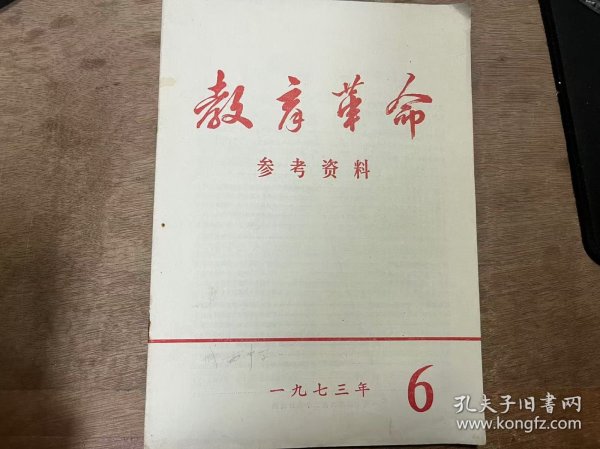 教育革命
参考资料
一九七三年 6
孔夫子旧书网
www.kongfz.com